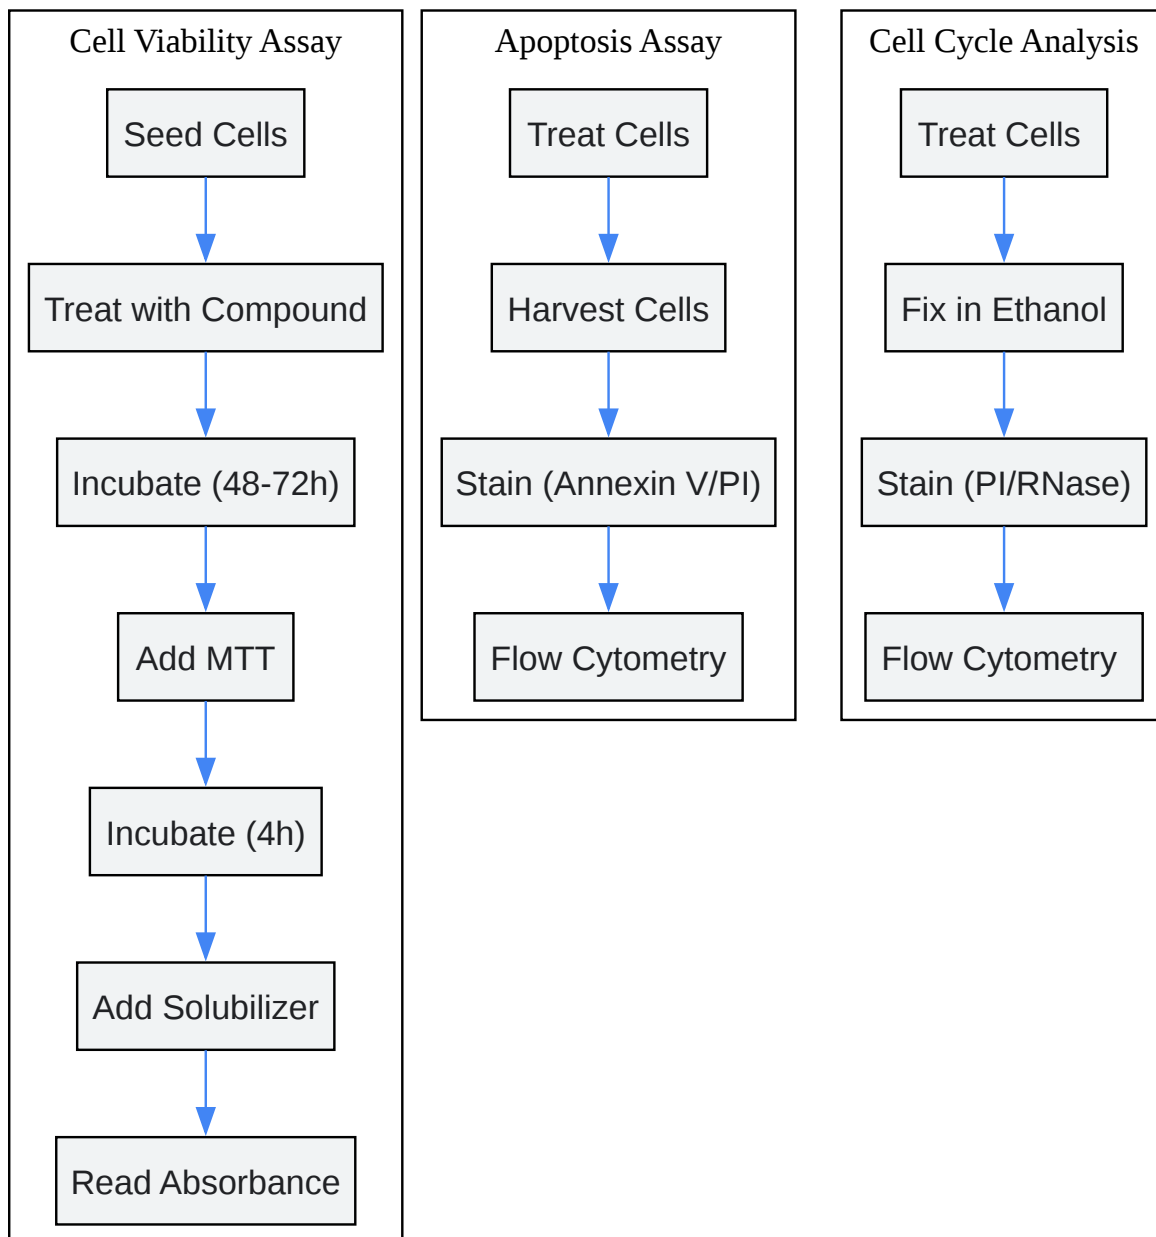 Cell Viability Assay
Seed Cells
Treat with Compound
Incubate (48-72h)
Add MTT
Incubate (4h)
Add Solubilizer
Read Absorbance
Apoptosis Assay
Treat Cells
Harvest Cells
Stain (Annexin V/PI)
Flow Cytometry
Cell Cycle Analysis
Treat Cells
Fix in Ethanol
Stain (PI/RNase)
Flow Cytometry